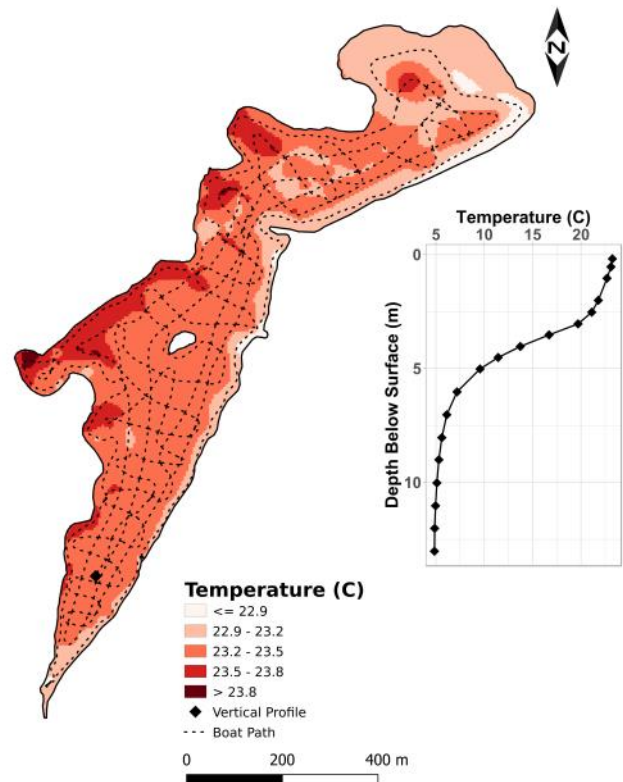 N
Temperature (C)
5 10 15 20
0
5
10
Depth Below Surface (m)
Temperature (C)
<= 22.9
22.9 - 23.2
23.2 - 23.5
23.5 - 23.8
> 23.8
Vertical Profile
Boat Path
0 200 400 m